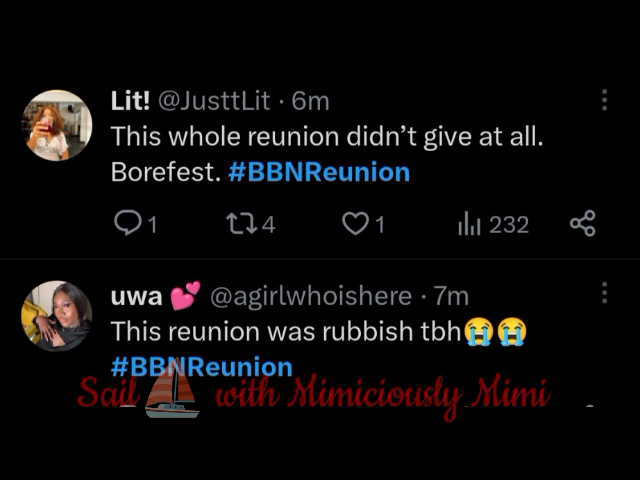 Lit! @JusttLit · 6m
This whole reunion didn't give at all.
Borefest. #BBNReunion
1 4 1 232
uwa 💕 @agirlwhoishere · 7m
This reunion was rubbish tbh😭😭
#BBNReunion
Sail with Mimiciously Mimi